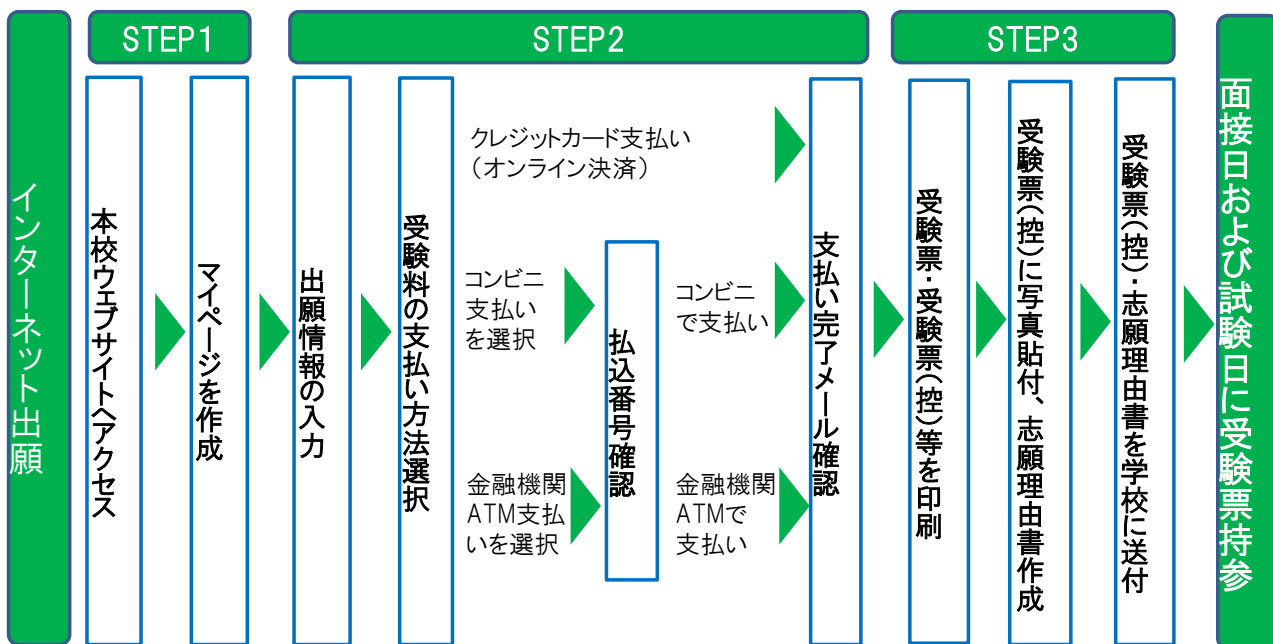 STEP1
STEP2
STEP3
インターネット出願
本校ウエブサイトへアクセス
マイページを作成
出願情報の入力
受験料の支払い方法選択
クレジットカード支払い
(オンライン決済)
コンビニ
支払い
を選択
金融機関
ATM支払
いを選択
払込番号確認
コンビニ
で支払い
金融機関
ATMで
支払い
支払い完了メール確認
受験票・受験票(控)等を印刷
受験票(控)に写真貼付、志願理由書作成
受験票(控)・志願理由書を学校に送付
面接日および試験日に受験票持参